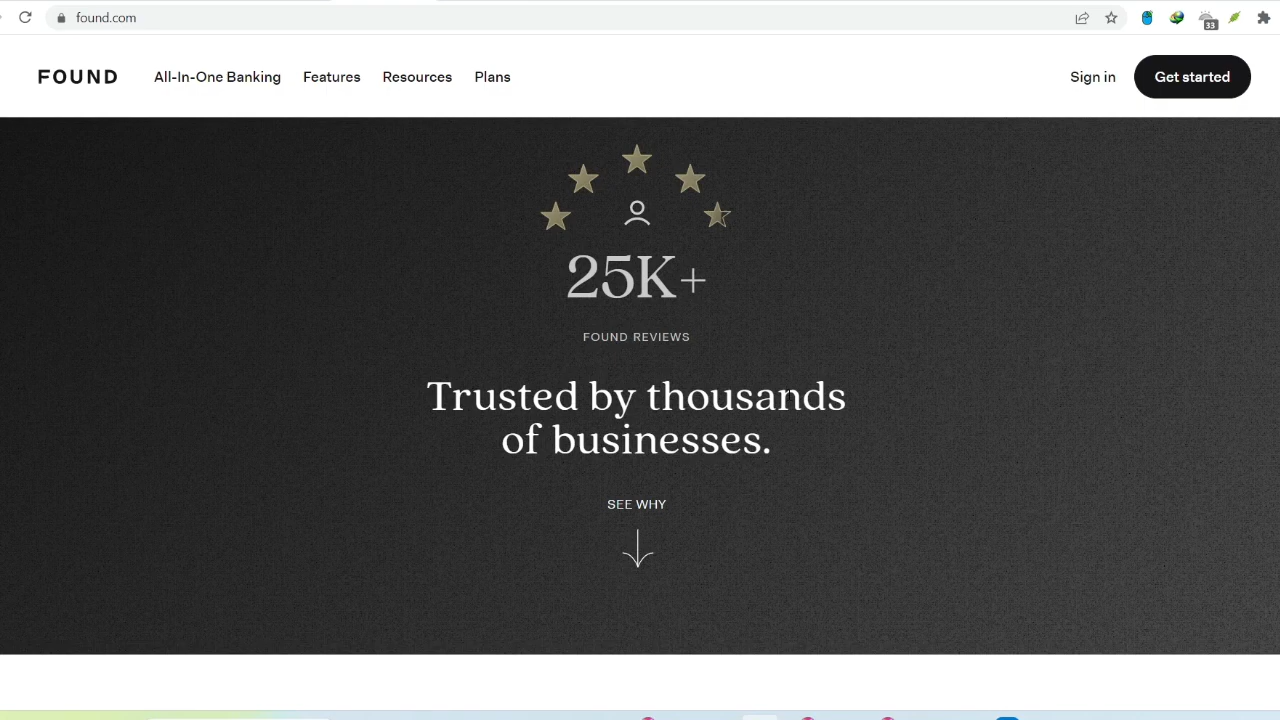 found.com
33
FOUND
All-In-One Banking
Features
Resources
Plans
Sign in
Get started
25K+
FOUND REVIEWS
Trusted by thousands
of businesses.
SEE WHY